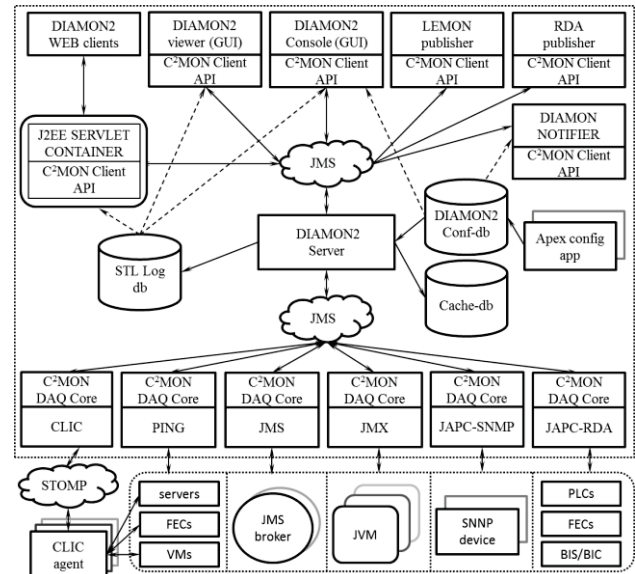 DIAMON2
WEB clients
DIAMON2
viewer (GUI)
C²MON Client
API
DIAMON2
Console (GUI)
C²MON Client
API
LEMON
publisher
C²MON Client
API
RDA
publisher
C²MON Client
API
J2EE SERVLET
CONTAINER
C²MON Client
API
JMS
DIAMON
NOTIFIER
C²MON Client
API
STL Log
db
DIAMON2
Server
DIAMON2
Conf-db
Apex config
app
Cache-db
JMS
C²MON
DAQ Core
CLIC
C²MON
DAQ Core
PING
C²MON
DAQ Core
JMS
C²MON
DAQ Core
JMX
C²MON
DAQ Core
JAPC-SNMP
C²MON
DAQ Core
JAPC-RDA
STOMP
CLIC
agent
servers
FECs
VMs
JMS
broker
JVM
SNNP
device
PLCs
FECs
BIS/BIC